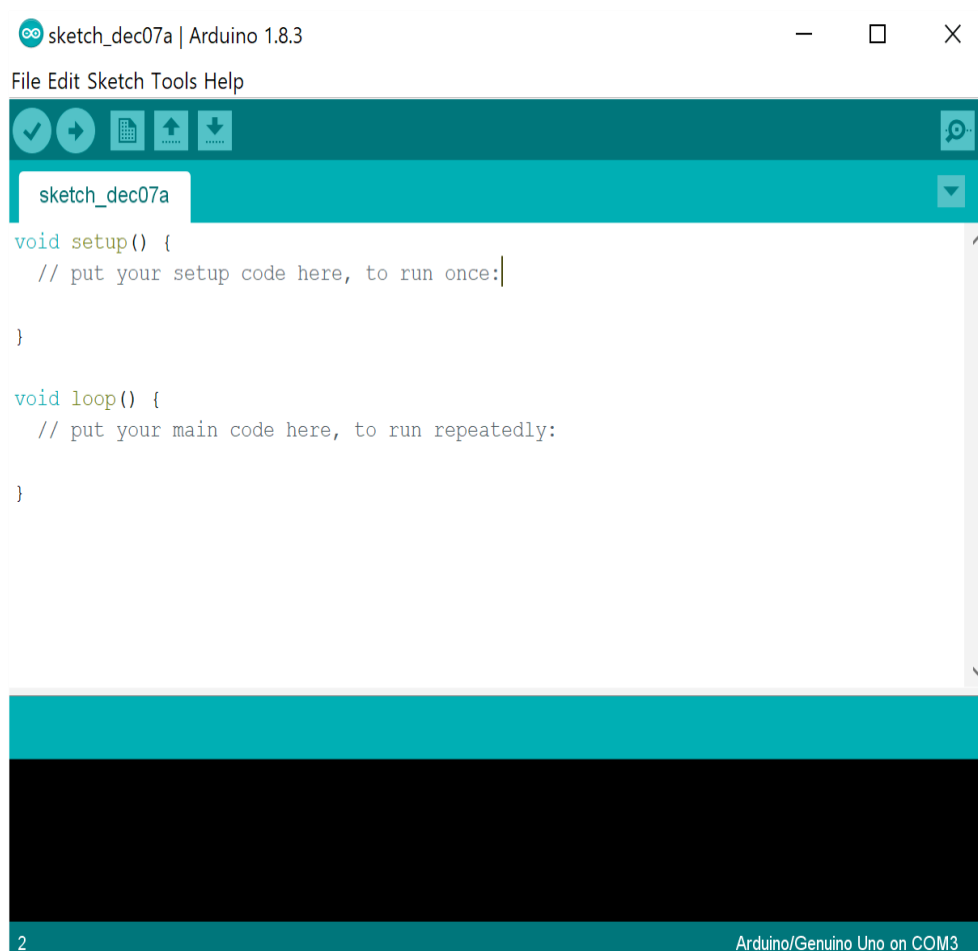 sketch_dec07a | Arduino 1.8.3
File Edit Sketch Tools Help
sketch_dec07a
void setup() {
  // put your setup code here, to run once:
}
void loop() {
  // put your main code here, to run repeatedly:
}
2
Arduino/Genuino Uno on COM3